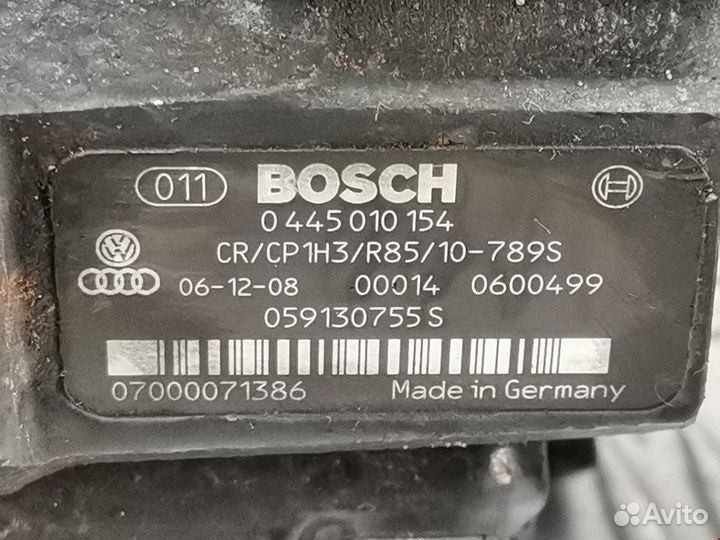 011 BOSCH
0 445 010 154
CR/CP1H3/R85/10-789S
06-12-08 00014 0600499
059130755S
07000071386 Made in Germany
Avito